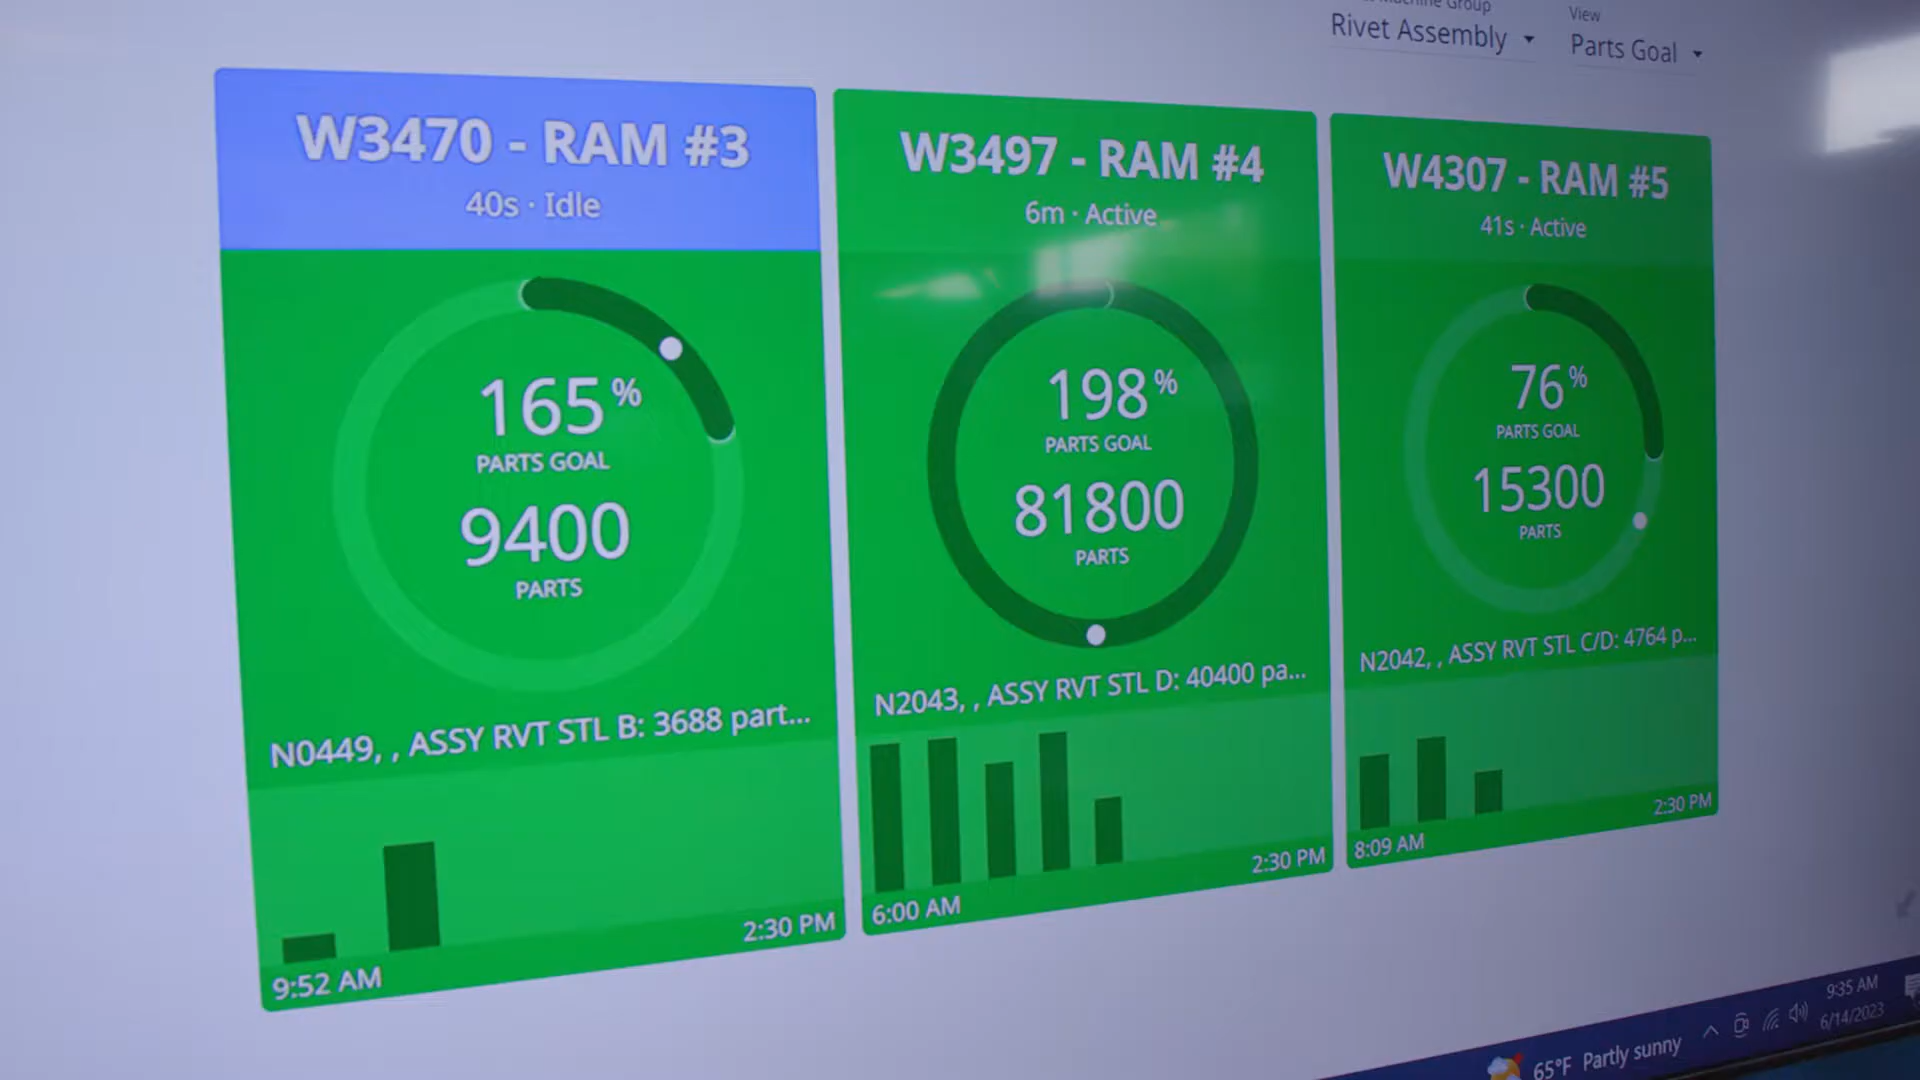 Machine Group
View
Rivet Assembly
Parts Goal
W3470 - RAM #3
40s · Idle
165%
PARTS GOAL
9400
PARTS
N0449, , ASSY RVT STL B: 3688 part...
9:52 AM
2:30 PM
W3497 - RAM #4
6m · Active
198%
PARTS GOAL
81800
PARTS
N2043, , ASSY RVT STL D: 40400 pa...
6:00 AM
2:30 PM
W4307 - RAM #5
41s · Active
76%
PARTS GOAL
15300
PARTS
N2042, , ASSY RVT STL C/D: 4764 p...
8:09 AM
2:30 PM
65°F Partly sunny
9:35 AM
6/14/2023